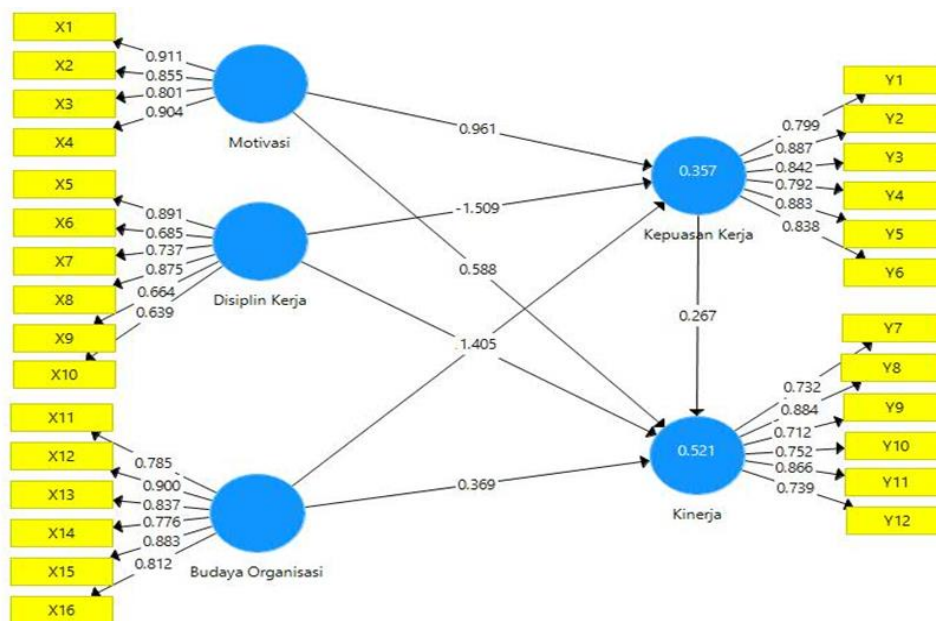 X1
X2
X3
X4
0.911
0.855
0.801
0.904
Motivasi
X5
X6
X7
X8
X9
X10
0.891
0.685
0.737
0.875
0.664
0.639
Disiplin Kerja
X11
X12
X13
X14
X15
X16
0.785
0.900
0.837
0.776
0.883
0.812
Budaya Organisasi
0.961
-1.509
0.588
1.405
0.369
0.267
0.357
Kepuasan Kerja
Y1
Y2
Y3
Y4
Y5
Y6
0.799
0.887
0.842
0.792
0.883
0.838
0.521
Kinerja
Y7
Y8
Y9
Y10
Y11
Y12
0.732
0.884
0.712
0.752
0.866
0.739